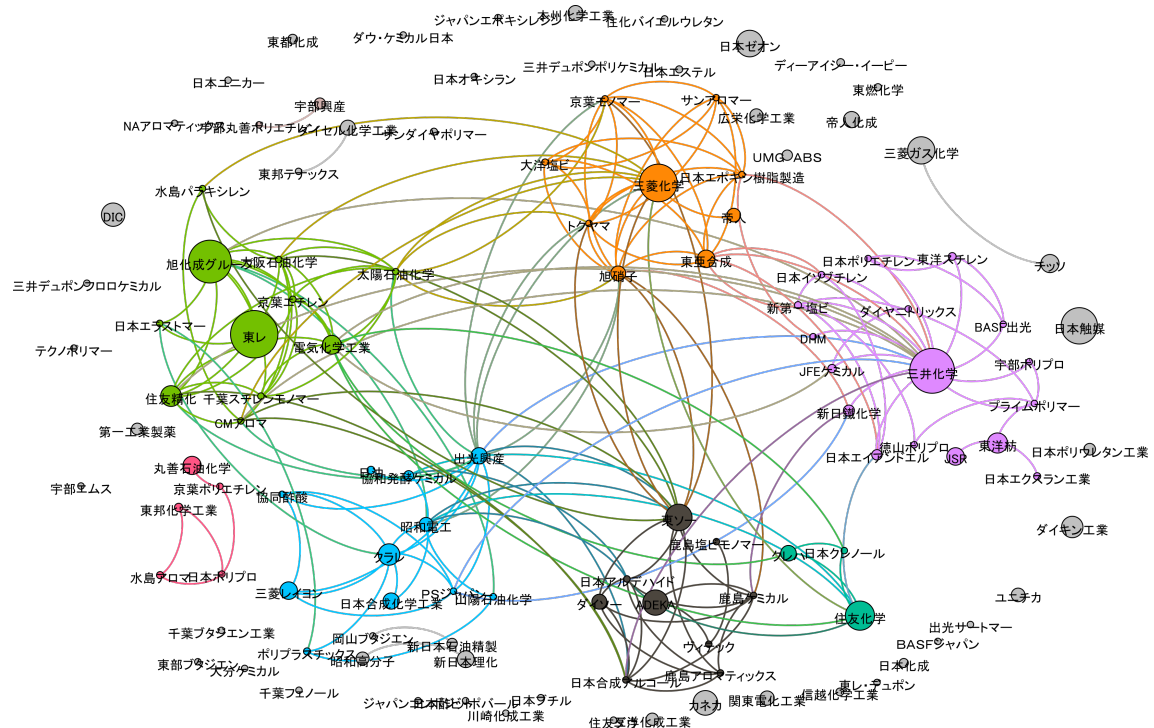 ジャパンエポキシレジン
本州化学工業
住化バイエルウレタン
東都化成
ダウ・ケミカル日本
日本ゼオン
三井デュポンポリケミカル
日本エステル
ディーアイシー・イーピー
日本ユニカー
日本オキシラン
東燃化学
宇部興産
京葉モノマー
サンアロマー
NAアロマティックス
宇部丸善ポリエチレン
ダイセル化学工業
サンダイヤポリマー
広栄化学工業
帝人化成
三菱ガス化学
UMG ABS
大洋塩ビ
東邦テナックス
日本エポキシ樹脂製造
水島パラキシレン
三菱化学
DIC
帝人
トクヤマ
旭化成グループ
大阪石油化学
太陽石油化学
旭硝子
東亜合成
日本ポリエチレン
東洋スチレン
チッソ
日本イソブチレン
三井デュポンフロロケミカル
京葉エチレン
新第一塩ビ
ダイヤニトリックス
日本エラストマー
BASF出光
日本触媒
東レ
電気化学工業
DHM
テクノポリマー
JFEケミカル
三井化学
宇部ポリプロ
住友精化
千葉スチレンモノマー
プライムポリマー
新日鐵化学
CMアロマ
第一工業製薬
徳山ポリプロ
東洋紡
日本ポリウレタン工業
出光興産
日本エイアンドエル
JSR
丸善石油化学
日油
協和発酵ケミカル
日本エクスラン工業
宇部エムス
京葉ポリエチレン
協同酢酸
東邦化学工業
昭和電工
東ソー
ダイキン工業
鹿島塩ビモノマー
クラレ
クレハ
日本クレノール
水島アロマ
日本ポリプロ
日本アルデハイド
三菱レイヨン
日本合成化学工業
PSジャパン
山陽石油化学
ダイソー
ADEKA
鹿島ケミカル
ユニチカ
住友化学
出光サートマー
千葉ブタジエン工業
岡山ブタジエン
新日本石油精製
ヴィテック
BASFジャパン
ポリプラスチックス
昭和高分子
新日本理化
東部ブタジエン
大分ケミカル
日本化成
日本合成アルコール
鹿島アロマティックス
東レ・デュポン
千葉フェノール
信越化学工業
日本ブチル
カネカ
関東電化工業
川崎化成工業